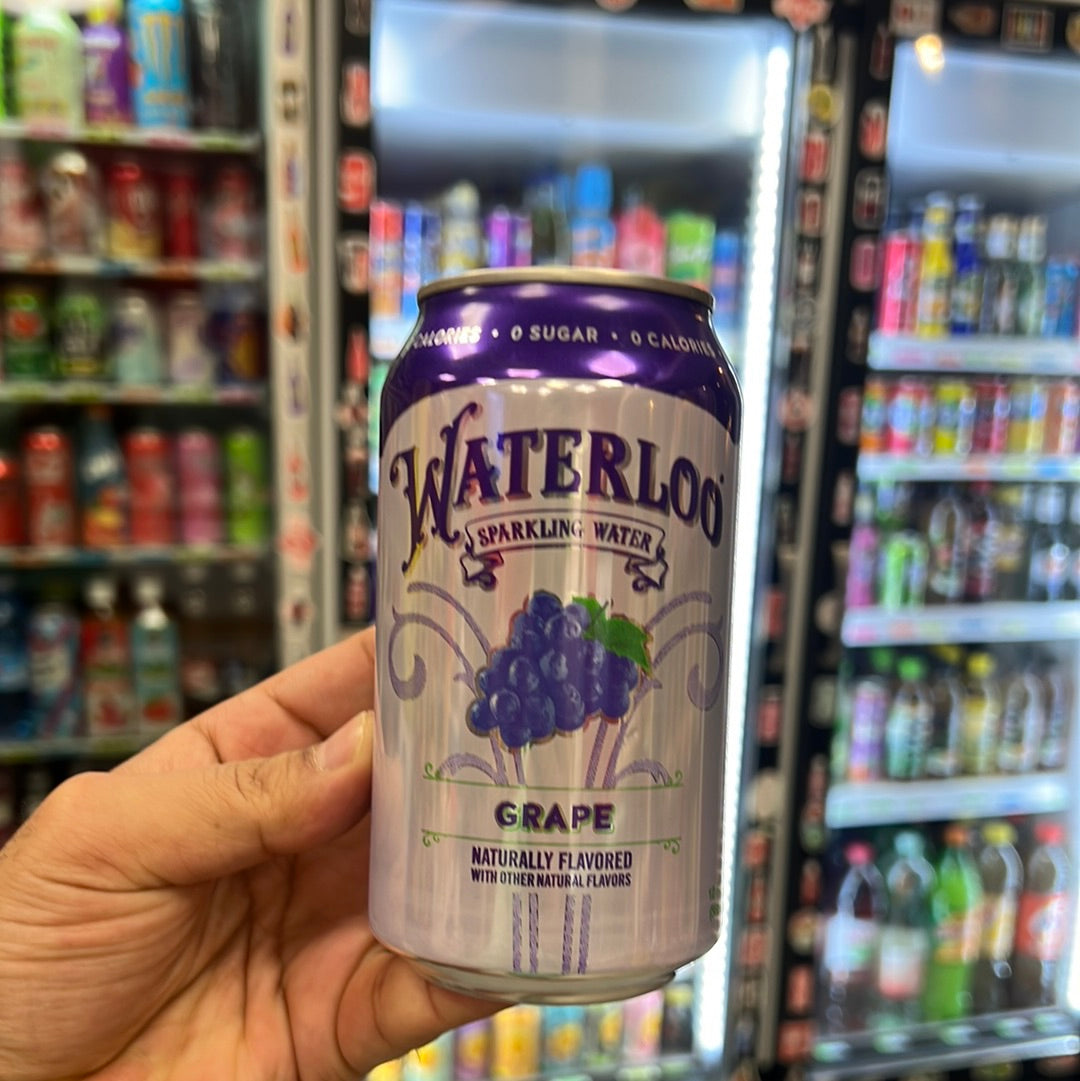 CALORIES • 0 SUGAR • 0 CALORIES
WATERLOO
SPARKLING WATER
GRAPE
NATURALLY FLAVORED
WITH OTHER NATURAL FLAVORS